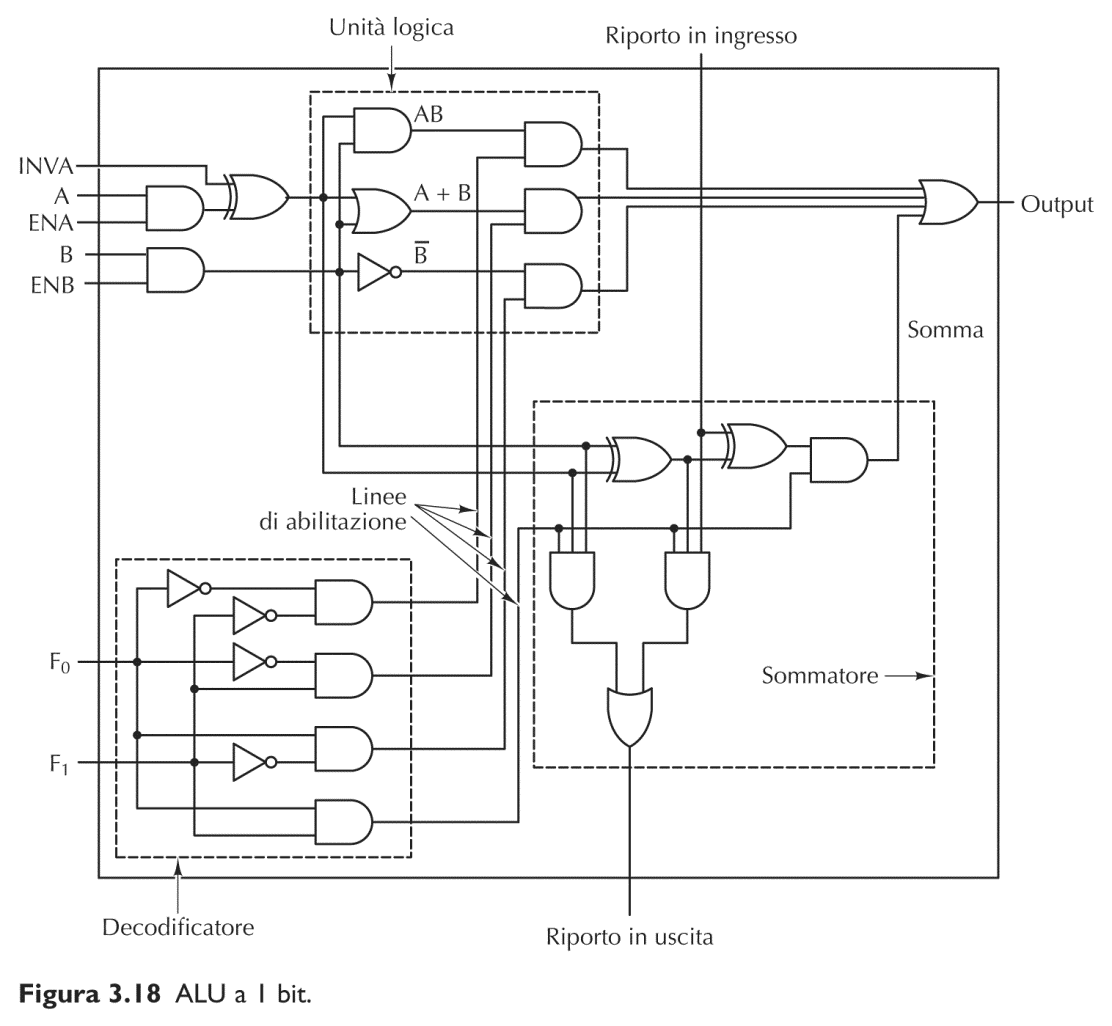 Unità logica
Riporto in ingresso
AB
INVA
A
ENA
A + B
Output
B
B̅
ENB
Somma
Linee
di abilitazione
F₀
Sommatore
F₁
Decodificatore
Riporto in uscita
Figura 3.18 ALU a 1 bit.